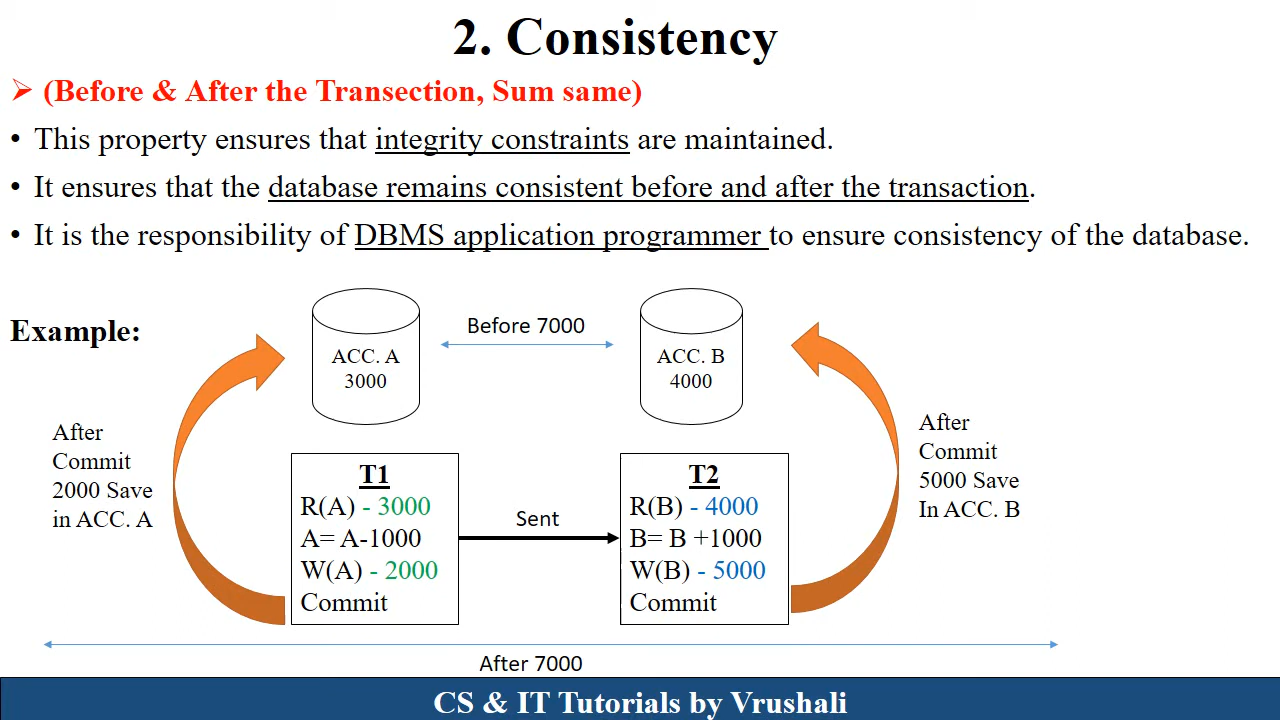 2. Consistency
➢ (Before & After the Transection, Sum same)
• This property ensures that integrity constraints are maintained.
• It ensures that the database remains consistent before and after the transaction.
• It is the responsibility of DBMS application programmer to ensure consistency of the database.
Example:
ACC. A
3000
Before 7000
ACC. B
4000
After
Commit
2000 Save
in ACC. A
T1
R(A) - 3000
A= A-1000
W(A) - 2000
Commit
Sent
T2
R(B) - 4000
B= B +1000
W(B) - 5000
Commit
After
Commit
5000 Save
In ACC. B
After 7000
CS & IT Tutorials by Vrushali